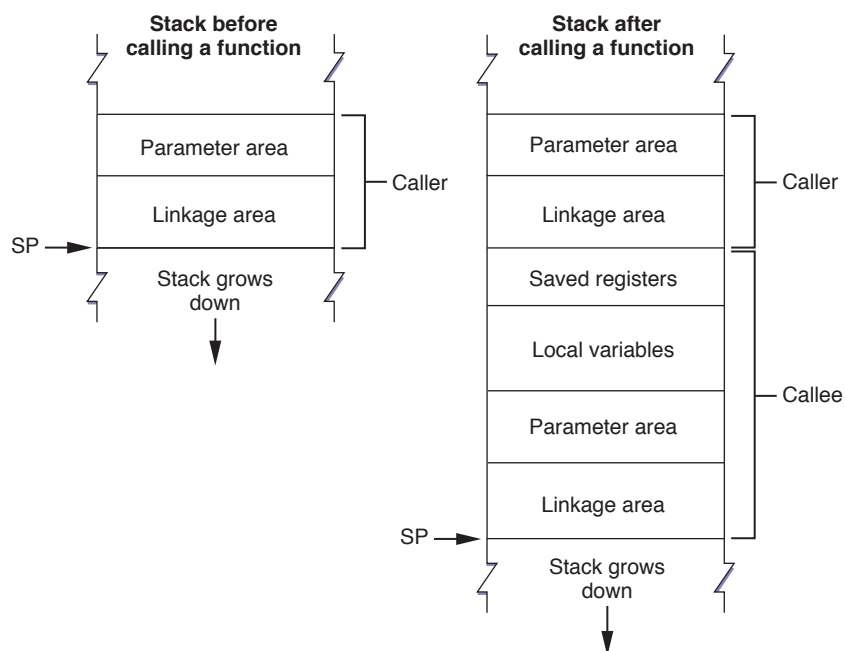 Stack before
calling a function
Parameter area
Linkage area
Caller
SP
Stack grows
down
Stack after
calling a function
Parameter area
Linkage area
Caller
Saved registers
Local variables
Parameter area
Linkage area
Callee
SP
Stack grows
down